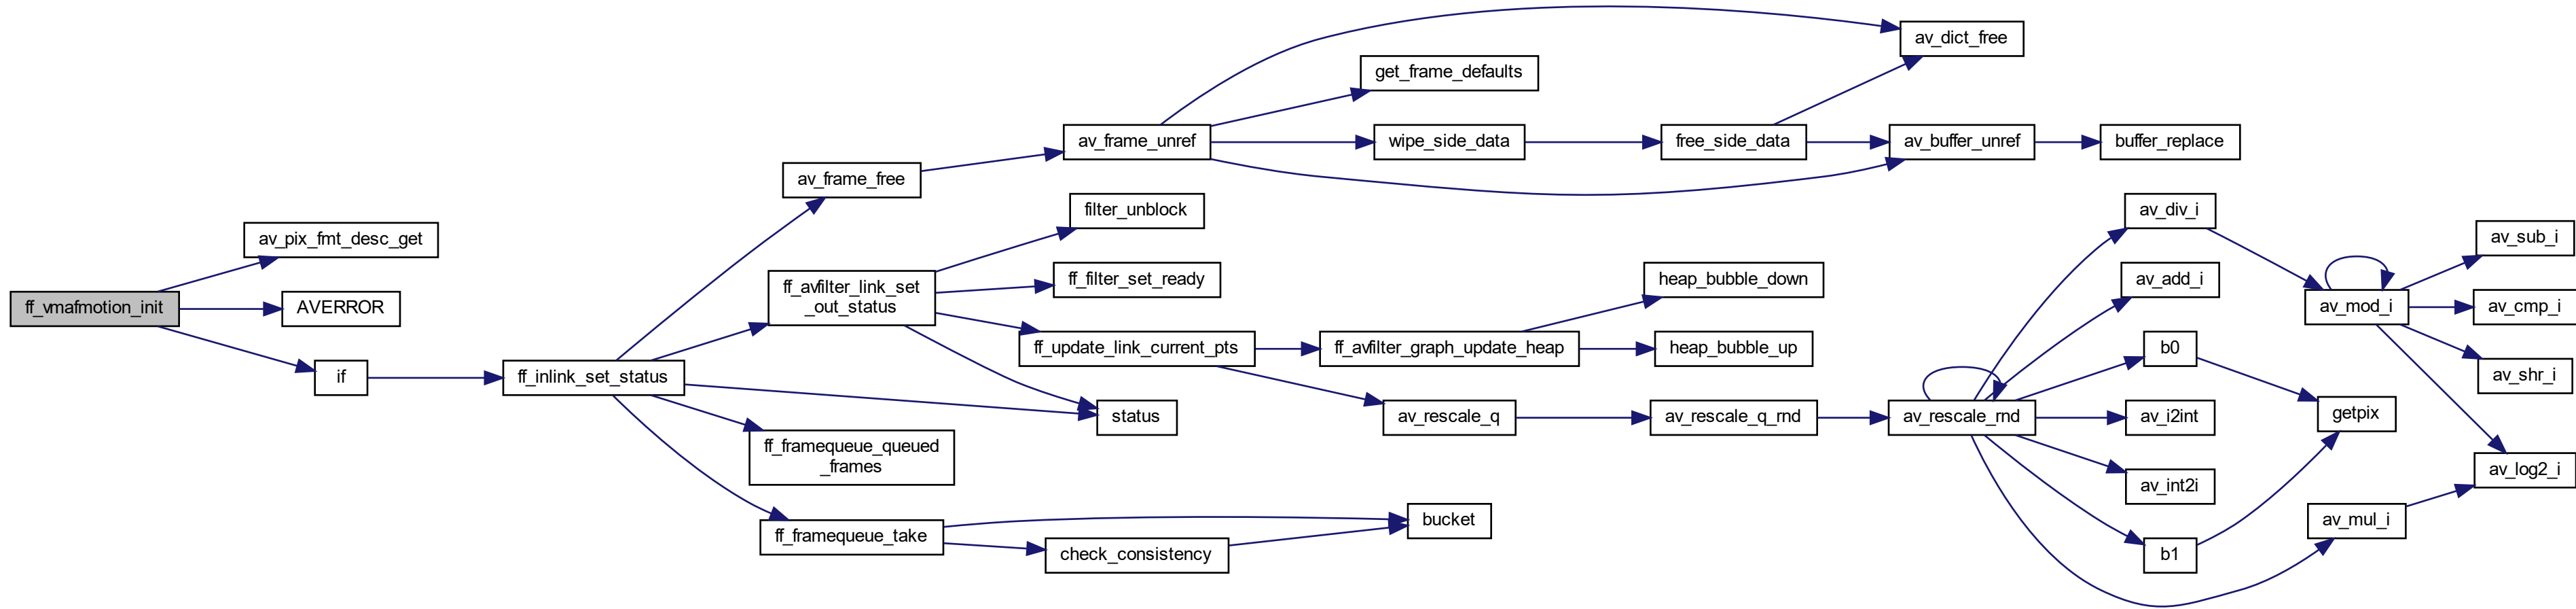 ff_vmafmotion_init
av_pix_fmt_desc_get
AVERROR
if
ff_inlink_set_status
av_frame_free
ff_avfilter_link_set
_out_status
ff_framequeue_queued
_frames
ff_framequeue_take
av_frame_unref
filter_unblock
ff_filter_set_ready
ff_update_link_current_pts
status
check_consistency
get_frame_defaults
wipe_side_data
ff_avfilter_graph_update_heap
av_rescale_q
bucket
free_side_data
heap_bubble_down
heap_bubble_up
av_rescale_q_rnd
av_dict_free
av_buffer_unref
av_rescale_rnd
buffer_replace
av_div_i
av_add_i
b0
av_i2int
av_int2i
b1
av_mod_i
getpix
av_mul_i
av_sub_i
av_cmp_i
av_shr_i
av_log2_i